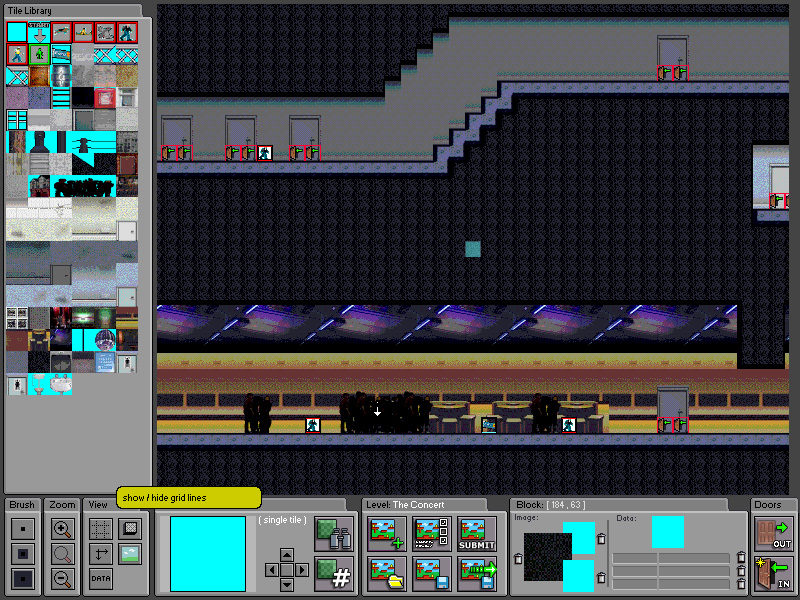 Tile Library
START
show / hide grid lines
Brush
Zoom
View
DATA
( single tile )
#
Level: The Concert
SUBMIT
Block: [ 184 , 63 ]
Image:
Data:
Doors
OUT
IN